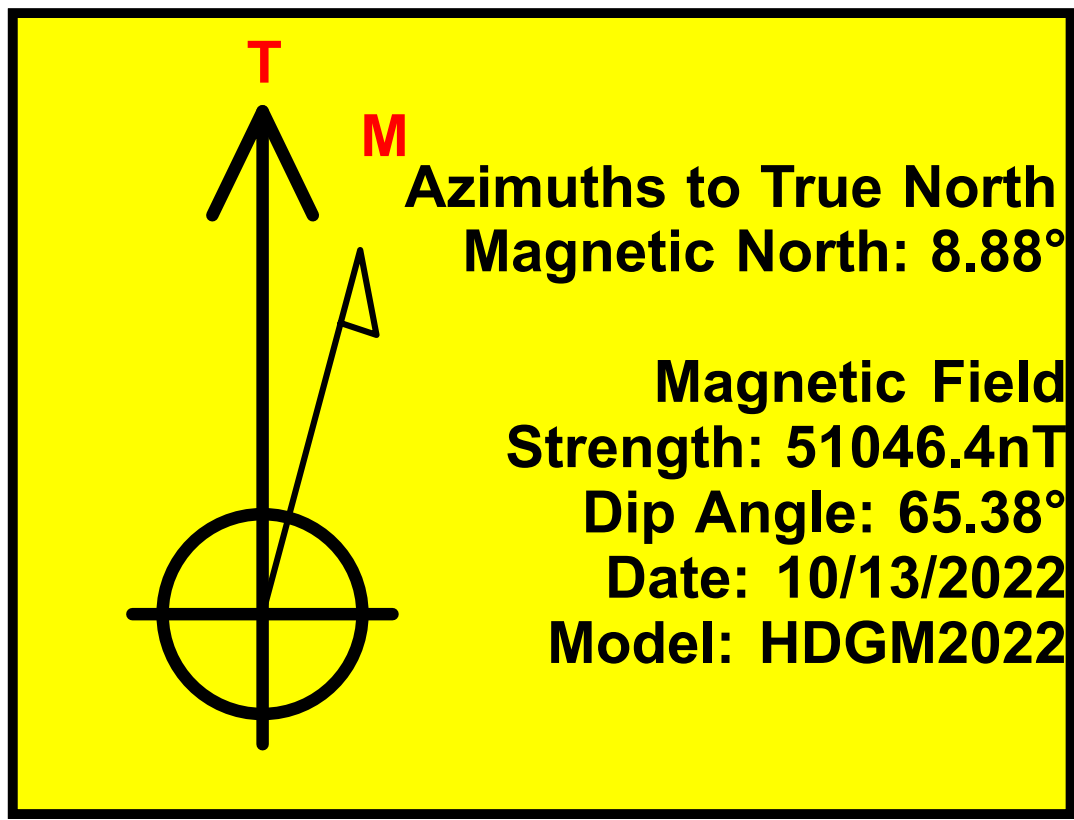 T
M
Azimuths to True North
Magnetic North: 8.88°
Magnetic Field
Strength: 51046.4nT
Dip Angle: 65.38°
Date: 10/13/2022
Model: HDGM2022